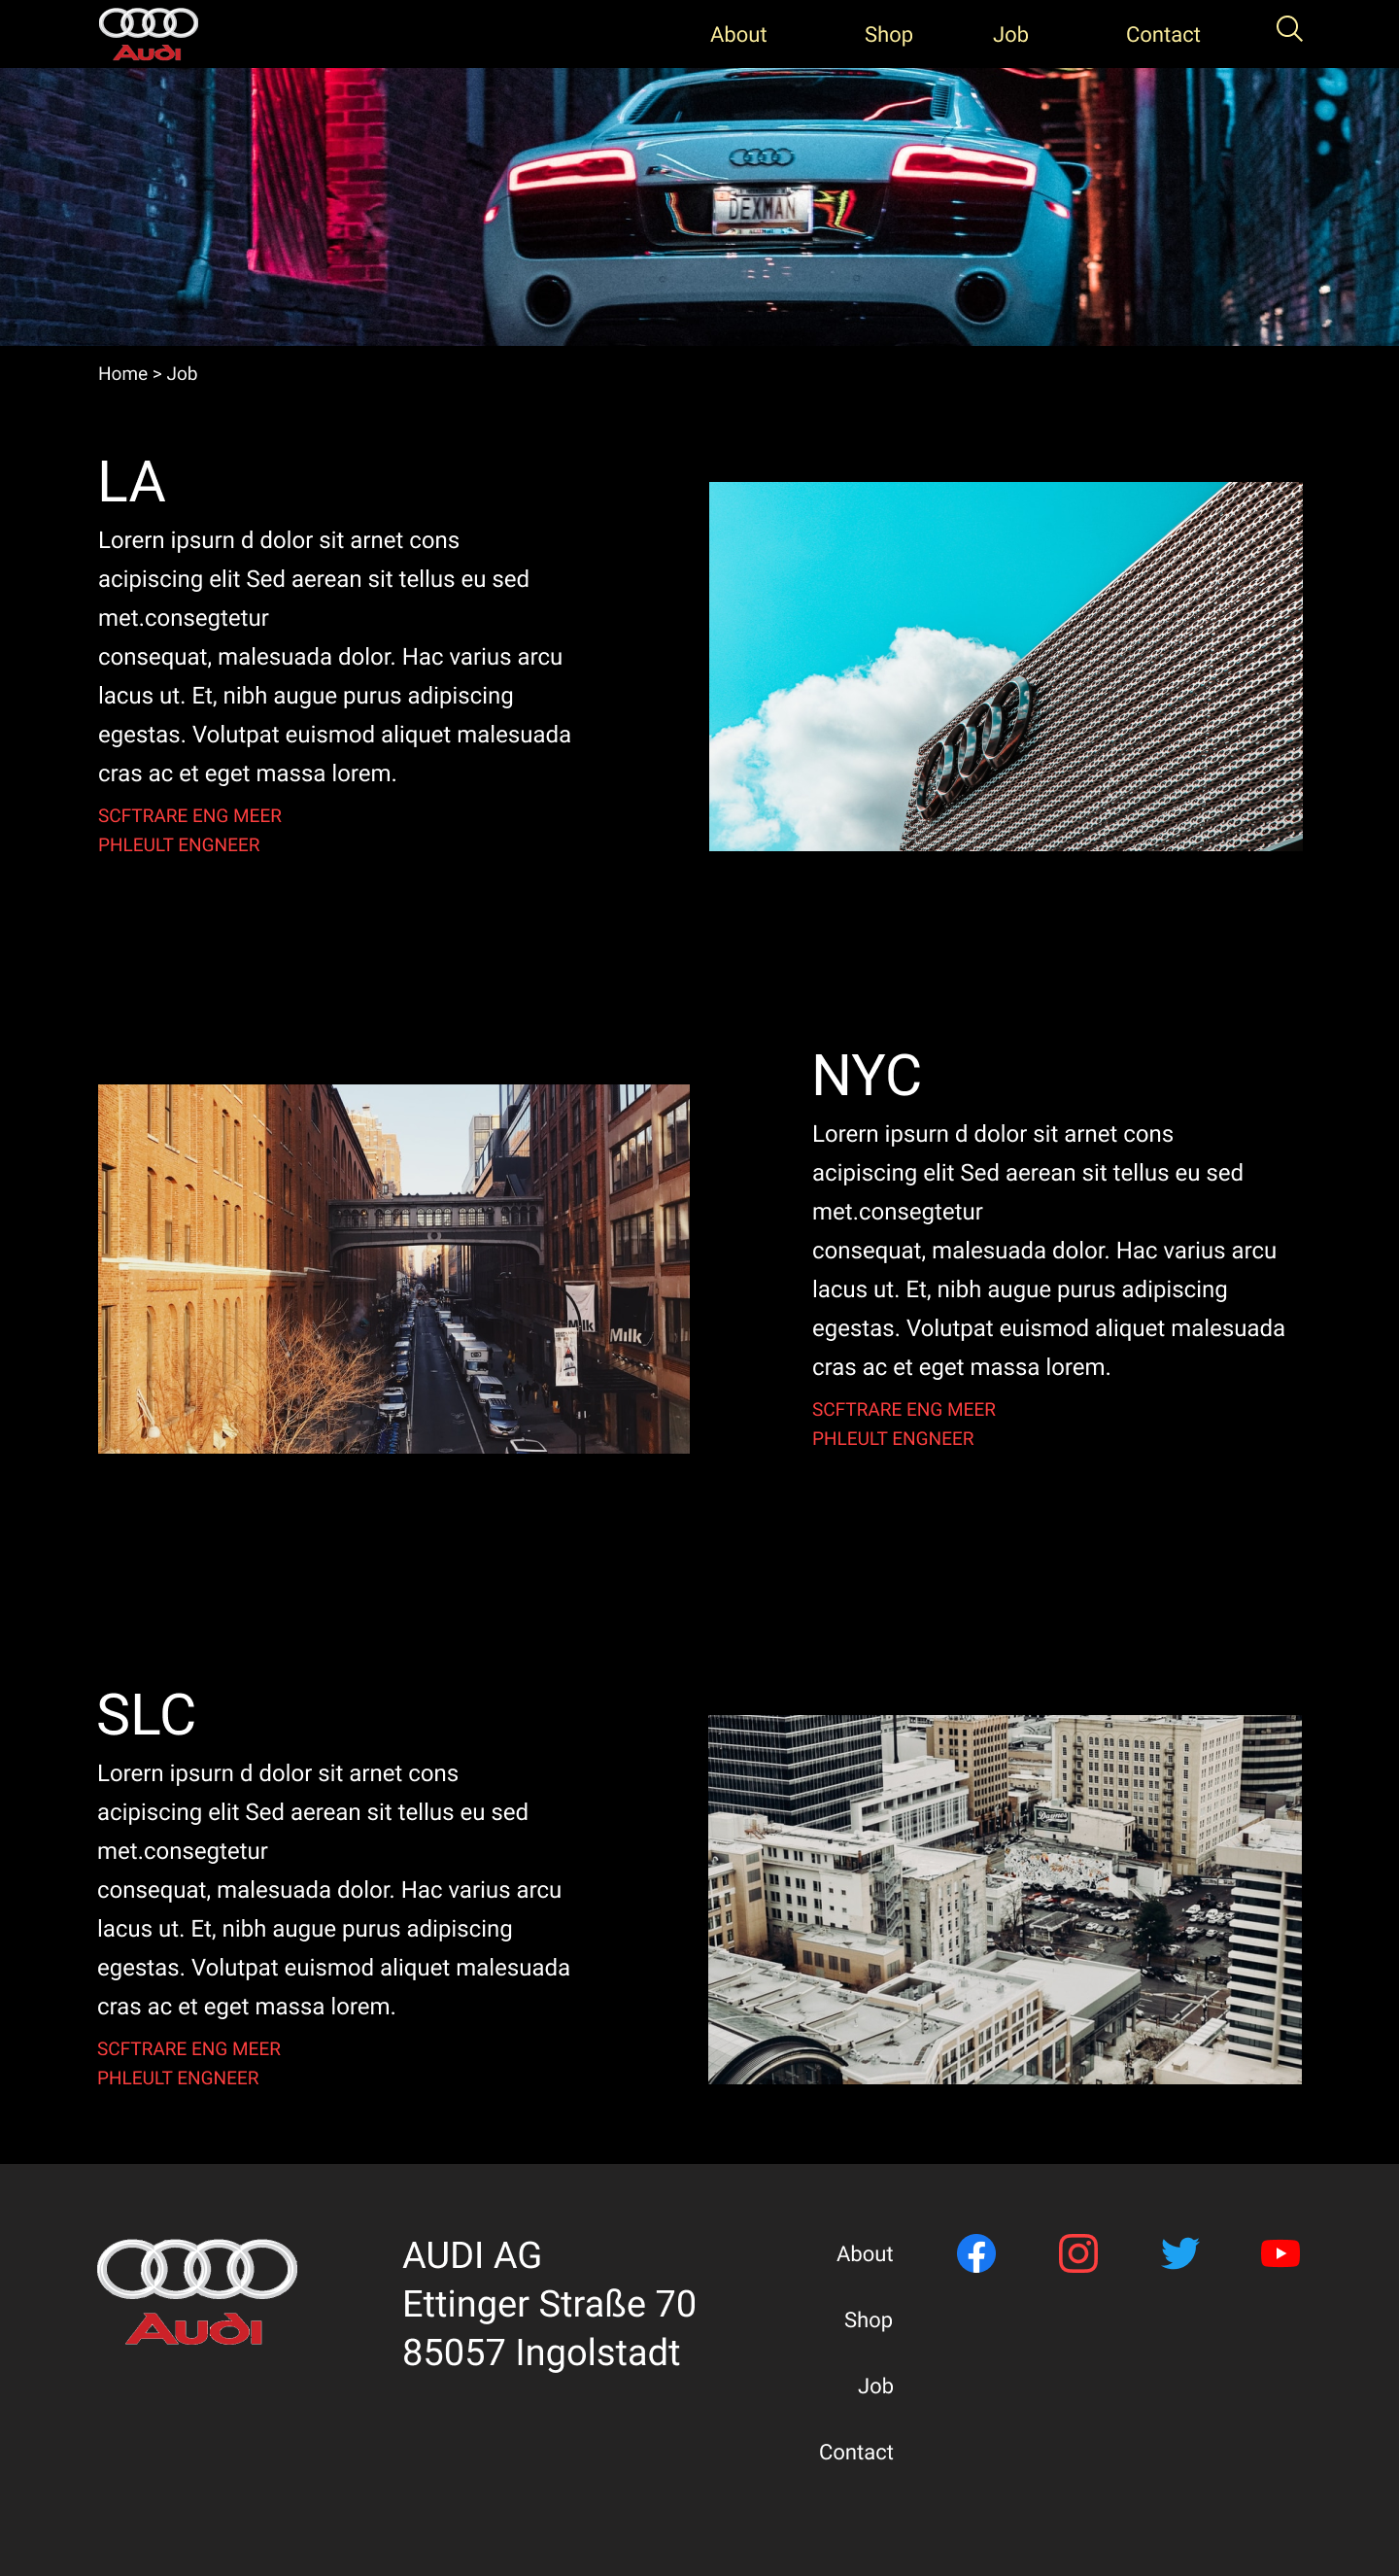 Audi
About
Shop
Job
Contact
DEXMAN
Home > Job
LA
Lorern ipsurn d dolor sit arnet cons
acipiscing elit Sed aerean sit tellus eu sed
met.consegtetur
consequat, malesuada dolor. Hac varius arcu
lacus ut. Et, nibh augue purus adipiscing
egestas. Volutpat euismod aliquet malesuada
cras ac et eget massa lorem.
SCFTRARE ENG MEER
PHLEULT ENGNEER
NYC
Lorern ipsurn d dolor sit arnet cons
acipiscing elit Sed aerean sit tellus eu sed
met.consegtetur
consequat, malesuada dolor. Hac varius arcu
lacus ut. Et, nibh augue purus adipiscing
egestas. Volutpat euismod aliquet malesuada
cras ac et eget massa lorem.
SCFTRARE ENG MEER
PHLEULT ENGNEER
Milk
Milk
SLC
Lorern ipsurn d dolor sit arnet cons
acipiscing elit Sed aerean sit tellus eu sed
met.consegtetur
consequat, malesuada dolor. Hac varius arcu
lacus ut. Et, nibh augue purus adipiscing
egestas. Volutpat euismod aliquet malesuada
cras ac et eget massa lorem.
SCFTRARE ENG MEER
PHLEULT ENGNEER
Audi
AUDI AG
Ettinger Straße 70
85057 Ingolstadt
About
Shop
Job
Contact